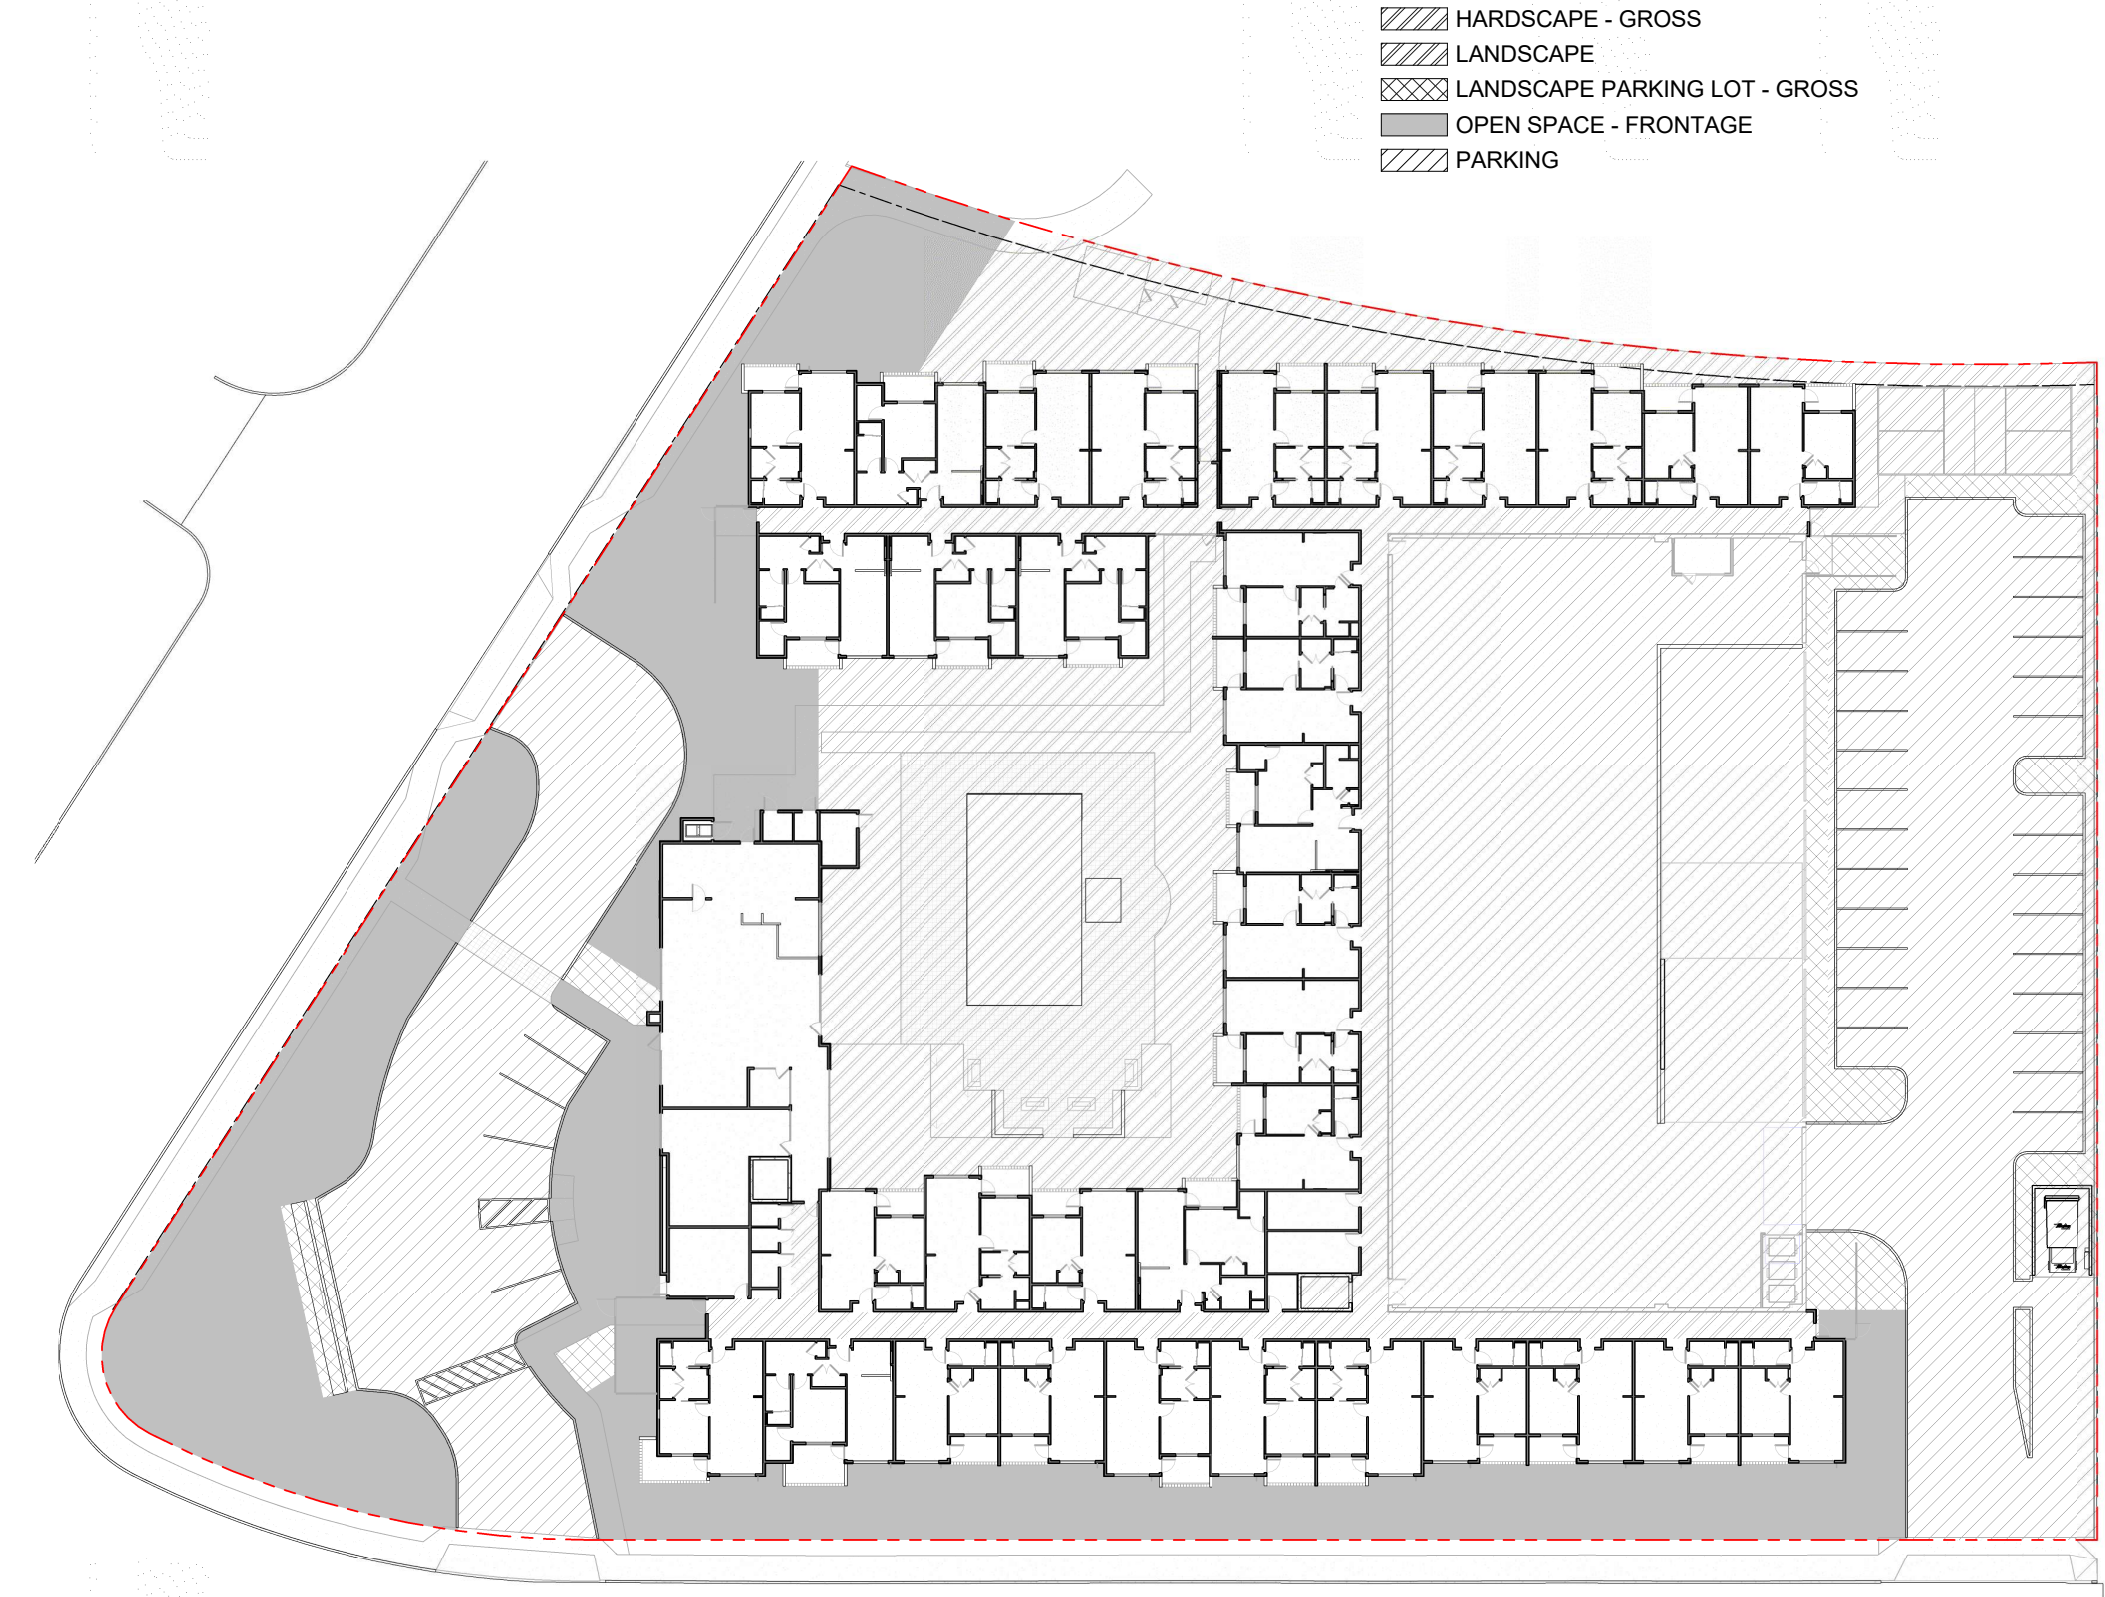 HARDSCAPE - GROSS
LANDSCAPE
LANDSCAPE PARKING LOT - GROSS
OPEN SPACE - FRONTAGE
PARKING